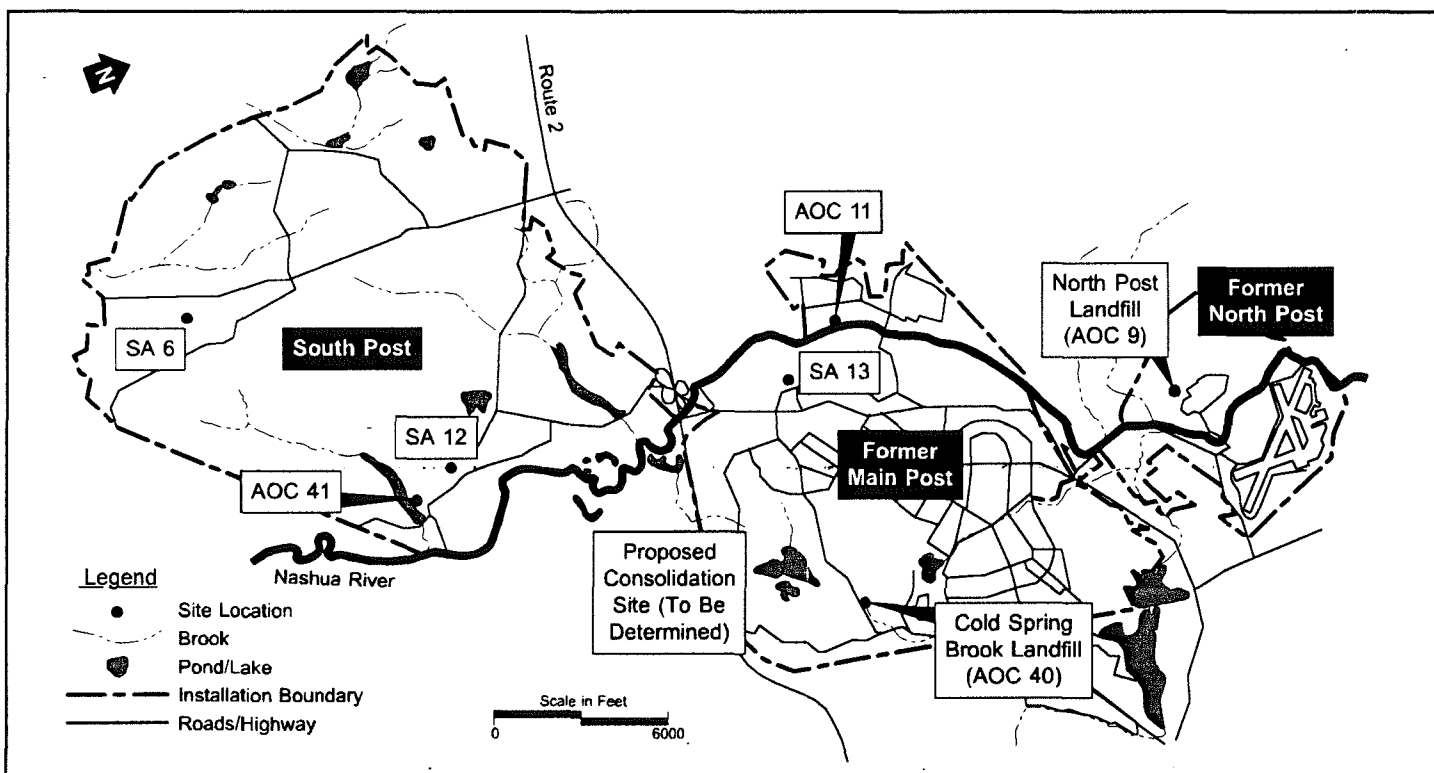 N
Route 2
AOC 11
North Post
Landfill
(AOC 9)
Former
North Post
SA 6
South Post
SA 13
SA 12
Former
Main Post
AOC 41
Nashua River
Proposed
Consolidation
Site (To Be
Determined)
Cold Spring
Brook Landfill
(AOC 40)
Legend
Site Location
Brook
Pond/Lake
Installation Boundary
Roads/Highway
Scale in Feet
0
6000